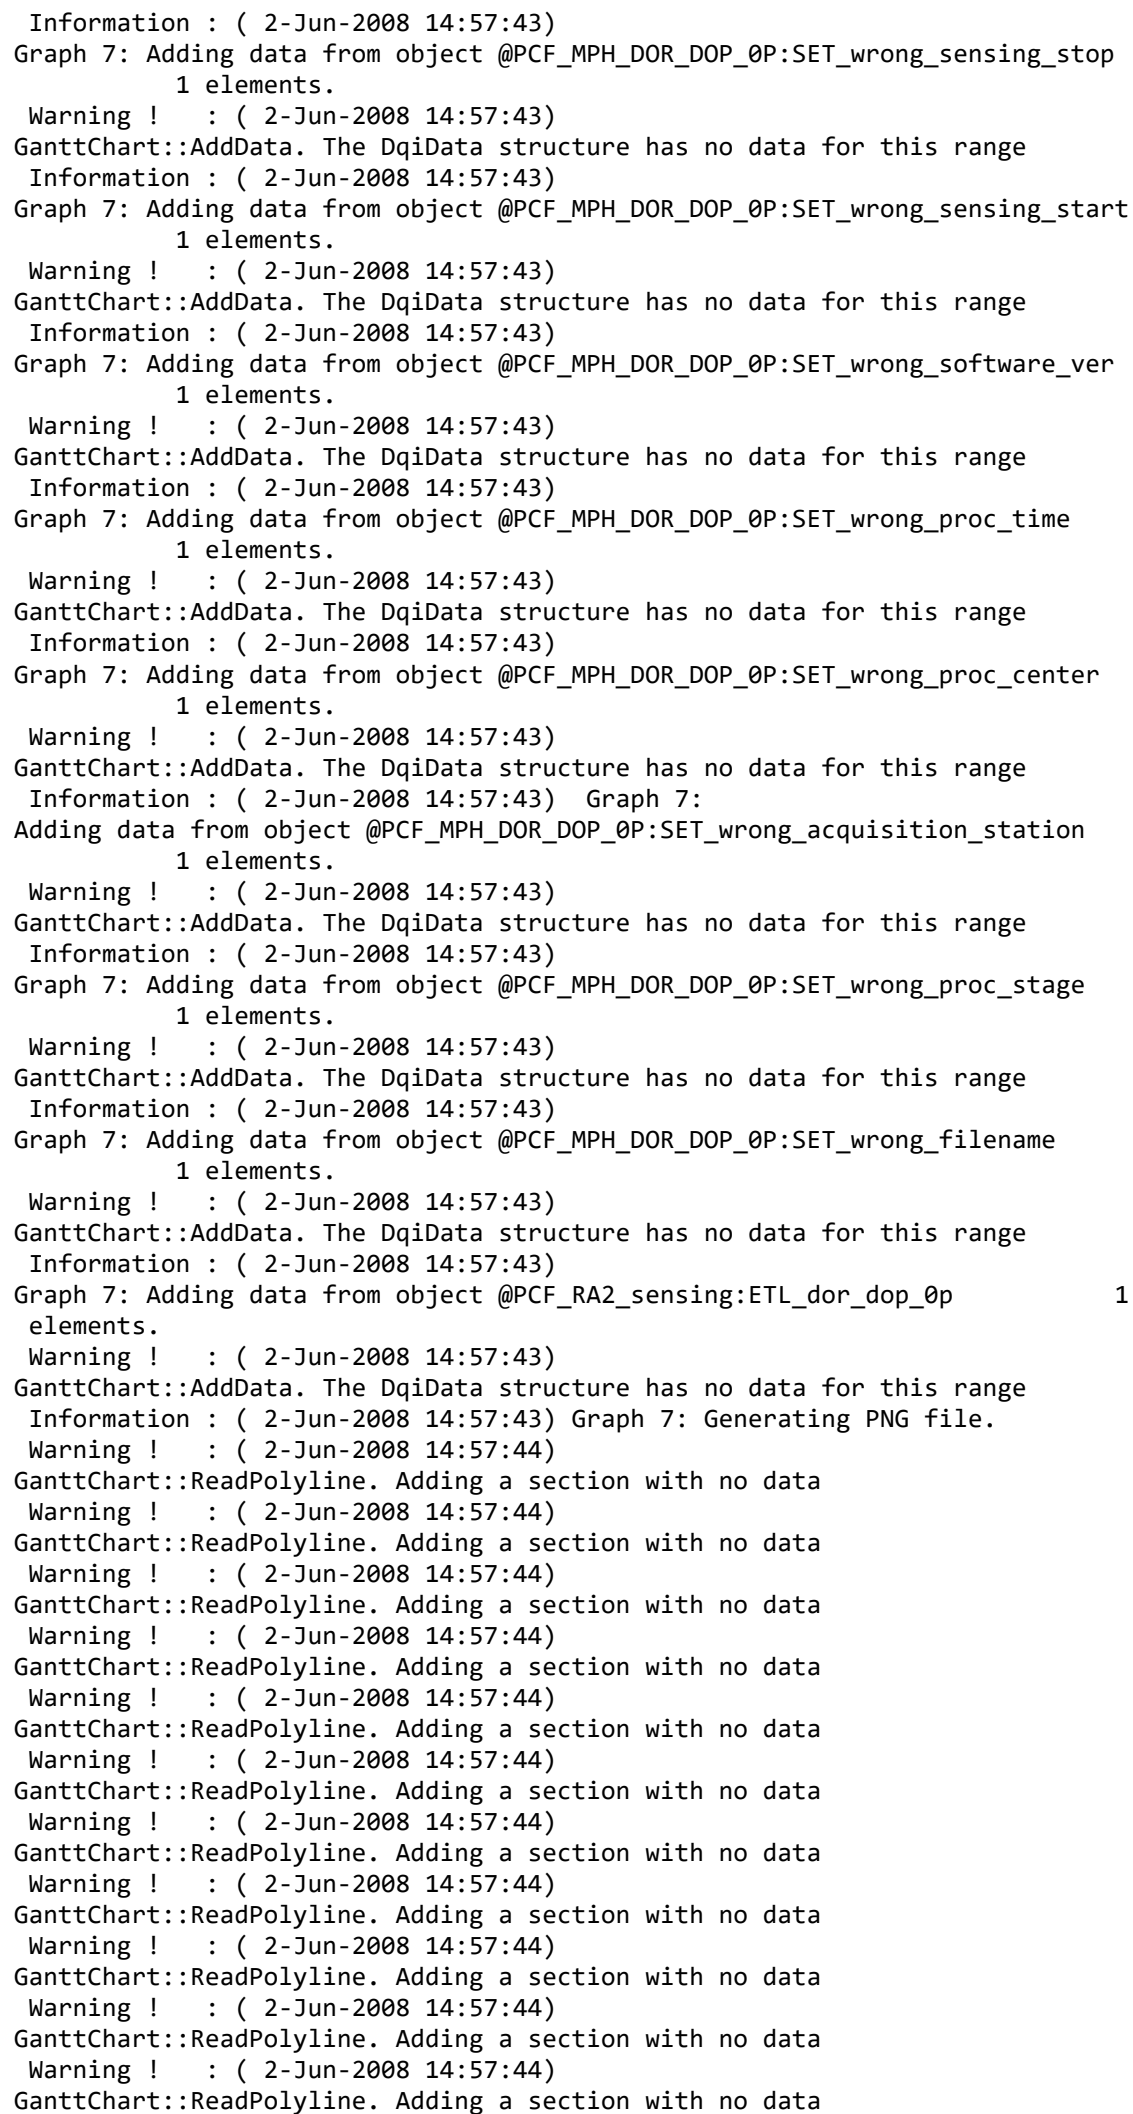 Information : ( 2-Jun-2008 14:57:43)
Graph 7: Adding data from object @PCF_MPH_DOR_DOP_0P:SET_wrong_sensing_stop
1 elements.
Warning !   : ( 2-Jun-2008 14:57:43)
GanttChart::AddData. The DqiData structure has no data for this range
Information : ( 2-Jun-2008 14:57:43)
Graph 7: Adding data from object @PCF_MPH_DOR_DOP_0P:SET_wrong_sensing_start
1 elements.
Warning !   : ( 2-Jun-2008 14:57:43)
GanttChart::AddData. The DqiData structure has no data for this range
Information : ( 2-Jun-2008 14:57:43)
Graph 7: Adding data from object @PCF_MPH_DOR_DOP_0P:SET_wrong_software_ver
1 elements.
Warning !   : ( 2-Jun-2008 14:57:43)
GanttChart::AddData. The DqiData structure has no data for this range
Information : ( 2-Jun-2008 14:57:43)
Graph 7: Adding data from object @PCF_MPH_DOR_DOP_0P:SET_wrong_proc_time
1 elements.
Warning !   : ( 2-Jun-2008 14:57:43)
GanttChart::AddData. The DqiData structure has no data for this range
Information : ( 2-Jun-2008 14:57:43)
Graph 7: Adding data from object @PCF_MPH_DOR_DOP_0P:SET_wrong_proc_center
1 elements.
Warning !   : ( 2-Jun-2008 14:57:43)
GanttChart::AddData. The DqiData structure has no data for this range
Information : ( 2-Jun-2008 14:57:43)  Graph 7:
Adding data from object @PCF_MPH_DOR_DOP_0P:SET_wrong_acquisition_station
1 elements.
Warning !   : ( 2-Jun-2008 14:57:43)
GanttChart::AddData. The DqiData structure has no data for this range
Information : ( 2-Jun-2008 14:57:43)
Graph 7: Adding data from object @PCF_MPH_DOR_DOP_0P:SET_wrong_proc_stage
1 elements.
Warning !   : ( 2-Jun-2008 14:57:43)
GanttChart::AddData. The DqiData structure has no data for this range
Information : ( 2-Jun-2008 14:57:43)
Graph 7: Adding data from object @PCF_MPH_DOR_DOP_0P:SET_wrong_filename
1 elements.
Warning !   : ( 2-Jun-2008 14:57:43)
GanttChart::AddData. The DqiData structure has no data for this range
Information : ( 2-Jun-2008 14:57:43)
Graph 7: Adding data from object @PCF_RA2_sensing:ETL_dor_dop_0p           1
elements.
Warning !   : ( 2-Jun-2008 14:57:43)
GanttChart::AddData. The DqiData structure has no data for this range
Information : ( 2-Jun-2008 14:57:43) Graph 7: Generating PNG file.
Warning !   : ( 2-Jun-2008 14:57:44)
GanttChart::ReadPolyline. Adding a section with no data
Warning !   : ( 2-Jun-2008 14:57:44)
GanttChart::ReadPolyline. Adding a section with no data
Warning !   : ( 2-Jun-2008 14:57:44)
GanttChart::ReadPolyline. Adding a section with no data
Warning !   : ( 2-Jun-2008 14:57:44)
GanttChart::ReadPolyline. Adding a section with no data
Warning !   : ( 2-Jun-2008 14:57:44)
GanttChart::ReadPolyline. Adding a section with no data
Warning !   : ( 2-Jun-2008 14:57:44)
GanttChart::ReadPolyline. Adding a section with no data
Warning !   : ( 2-Jun-2008 14:57:44)
GanttChart::ReadPolyline. Adding a section with no data
Warning !   : ( 2-Jun-2008 14:57:44)
GanttChart::ReadPolyline. Adding a section with no data
Warning !   : ( 2-Jun-2008 14:57:44)
GanttChart::ReadPolyline. Adding a section with no data
Warning !   : ( 2-Jun-2008 14:57:44)
GanttChart::ReadPolyline. Adding a section with no data
Warning !   : ( 2-Jun-2008 14:57:44)
GanttChart::ReadPolyline. Adding a section with no data